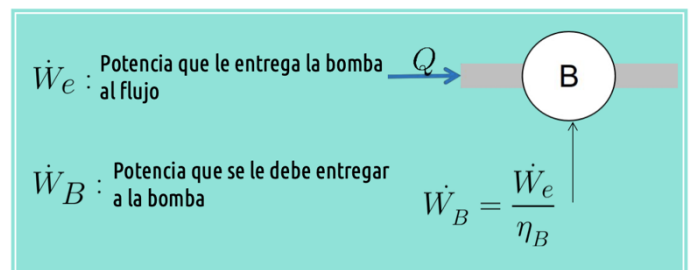 Ẇe : Potencia que le entrega la bomba
al flujo
Q
B
ẆB : Potencia que se le debe entregar
a la bomba
ẆB = Ẇe / ηB